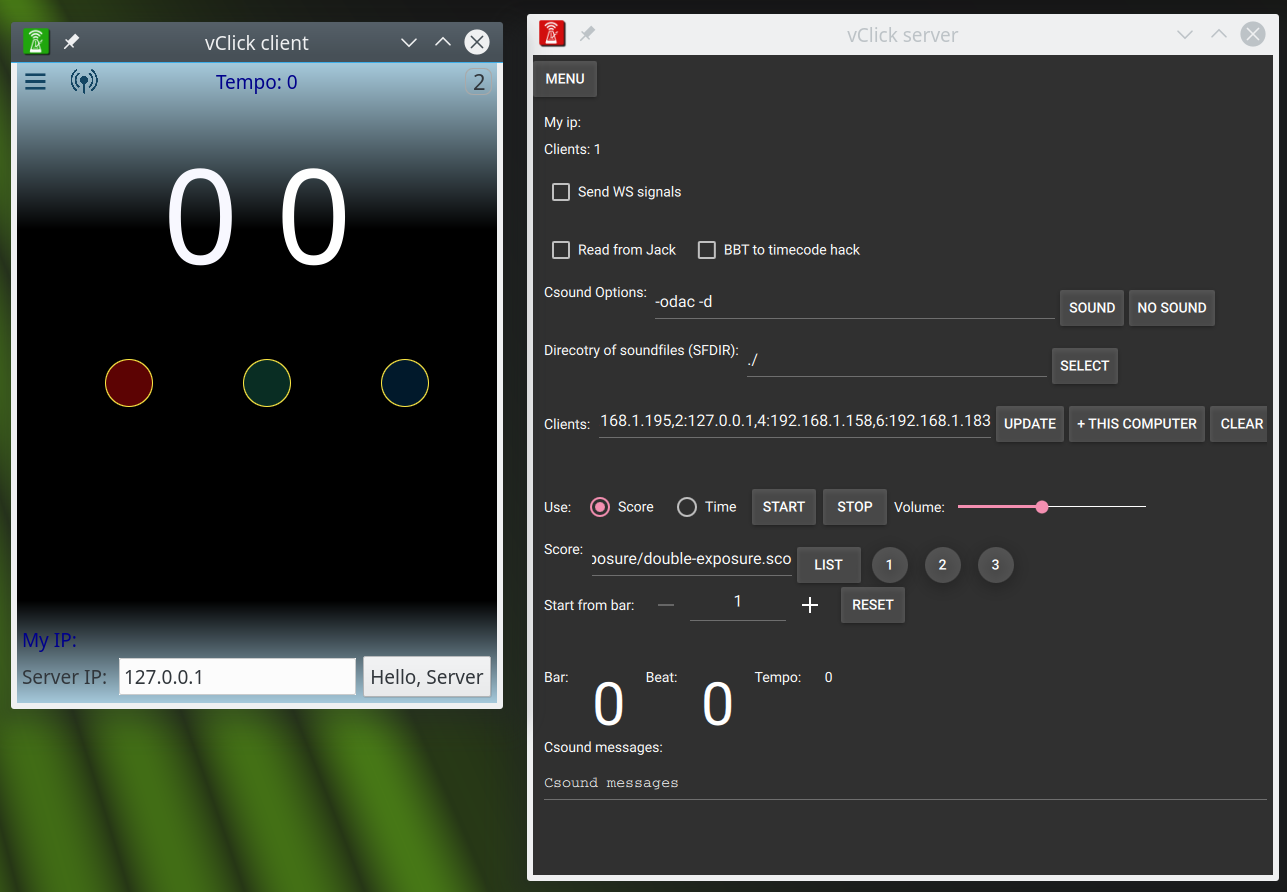 vClick client
Tempo: 0
2
0 0
My IP:
Server IP: 127.0.0.1 Hello, Server
vClick server
MENU
My ip:
Clients: 1
Send WS signals
Read from Jack BBT to timecode hack
Csound Options: -odac -d SOUND NO SOUND
Direcotry of soundfiles (SFDIR): ./ SELECT
Clients: 168.1.195,2:127.0.0.1,4:192.168.1.158,6:192.168.1.183 UPDATE + THIS COMPUTER CLEAR
Use: Score Time START STOP Volume:
Score: posure/double-exposure.sco LIST 1 2 3
Start from bar: — 1 + RESET
Bar: 0 Beat: 0 Tempo: 0
Csound messages:
Csound messages